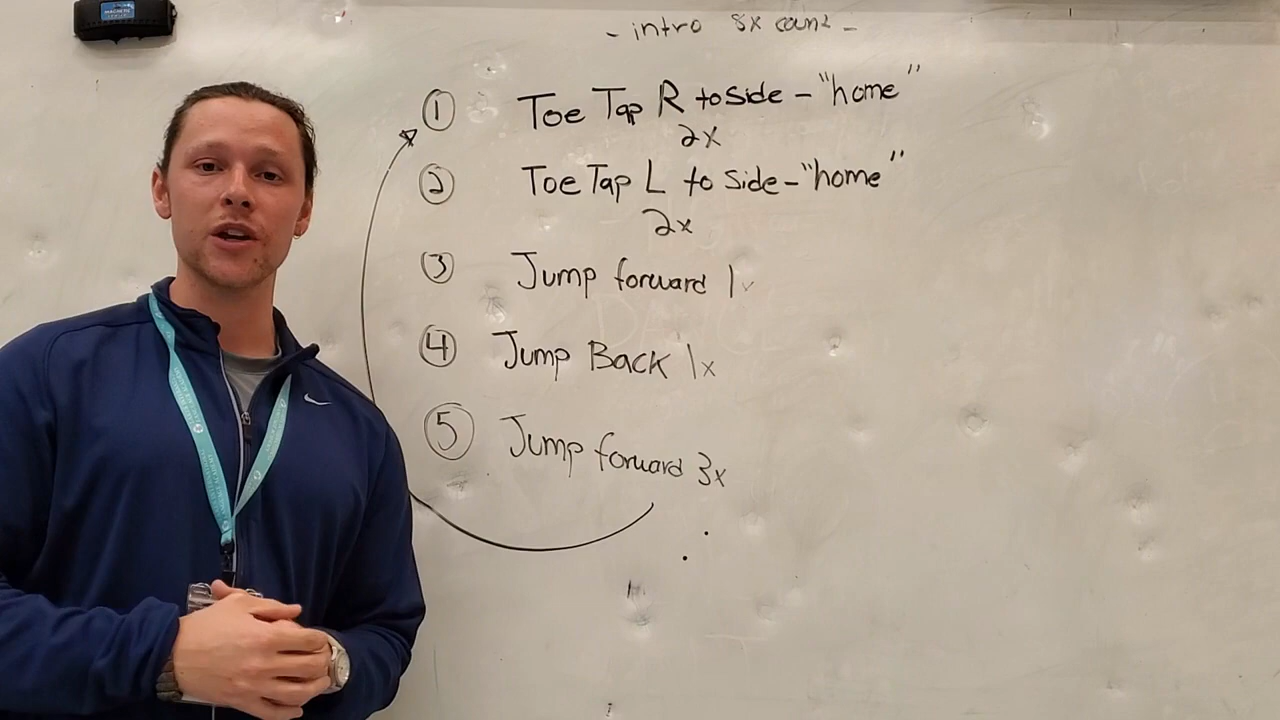 - intro 8x count -
① Toe Tap R to Side - "home"
2x
② Toe Tap L to Side - "home"
2x
③ Jump forward 1x
④ Jump Back 1x
⑤ Jump forward 3x